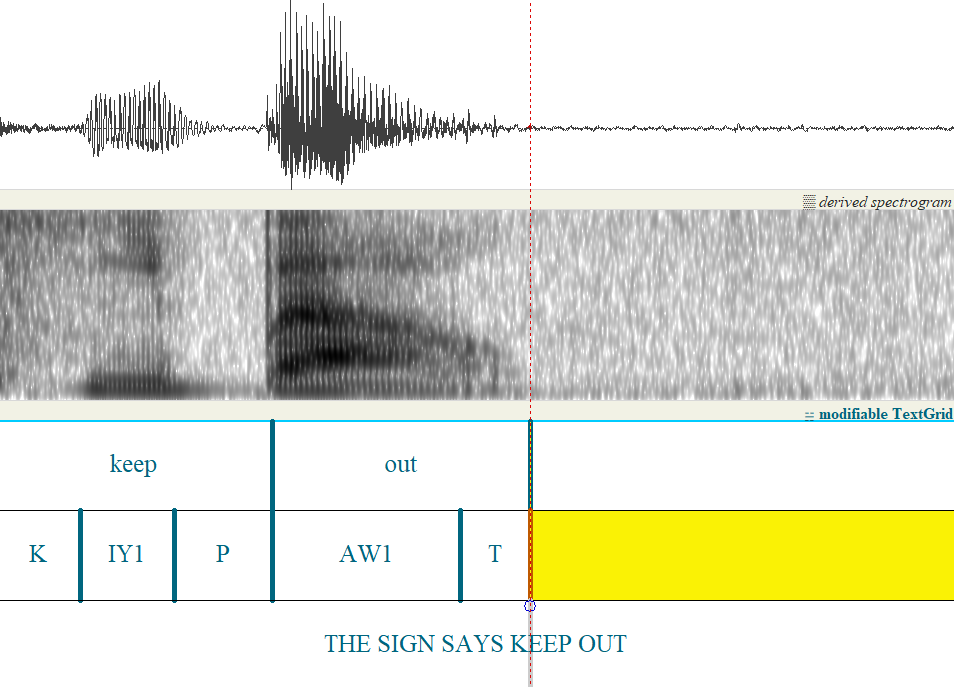 derived spectrogram
modifiable TextGrid
keep out
K IY1 P AW1 T
THE SIGN SAYS KEEP OUT